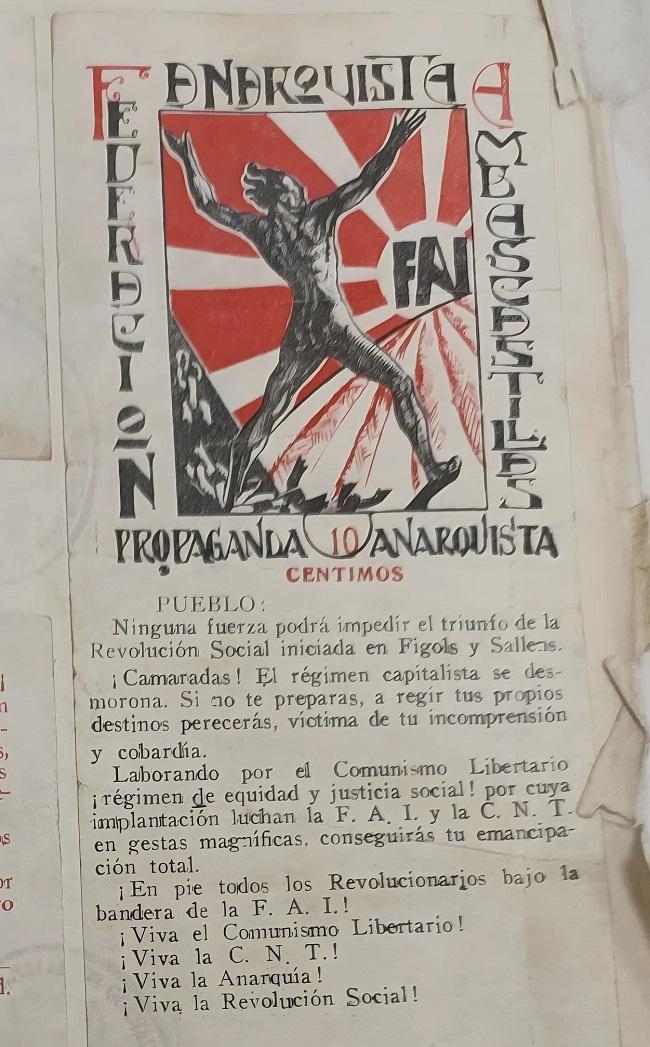 FEDERACIÓN
ANARQUISTA
AMBASCASTILLAS
FAI
PROPAGANDA 10 ANARQUISTA
CENTIMOS
PUEBLO:
Ninguna fuerza podrá impedir el triunfo de la
Revolución Social iniciada en Figols y Sallens.
¡Camaradas! El régimen capitalista se des-
morona. Si no te preparas, a regir tus propios
destinos perecerás, víctima de tu incomprensión
y cobardía.
Laborando por el Comunismo Libertario
¡régimen de equidad y justicia social! por cuya
implantación luchan la F. A. I. y la C. N. T.
en gestas magníficas, conseguirás tu emancipa-
ción total.
¡En pie todos los Revolucionarios bajo la
bandera de la F. A. I.!
¡Viva el Comunismo Libertario!
¡Viva la C. N. T.!
¡Viva la Anarquía!
¡Viva la Revolución Social!